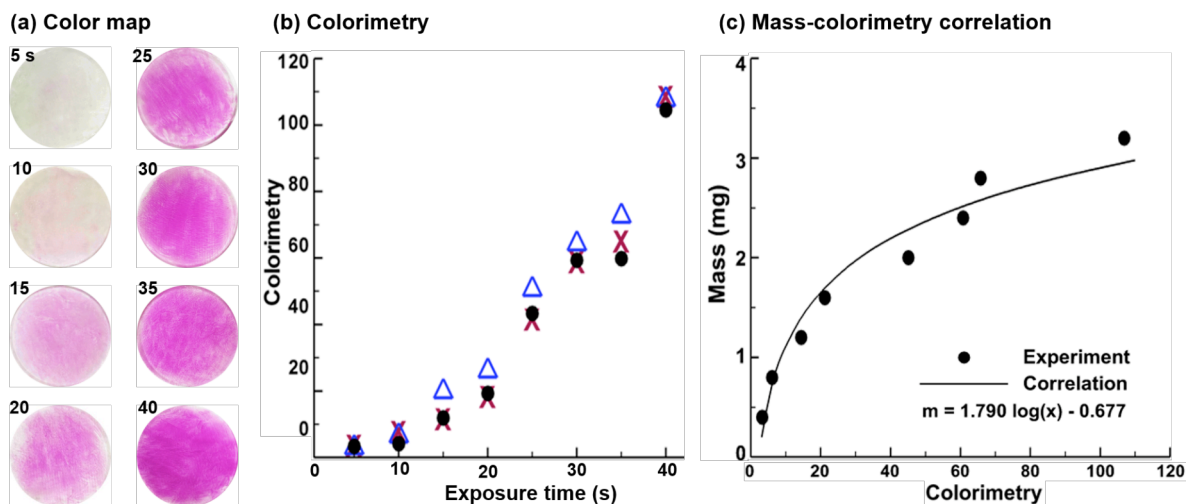 (a) Color map
5 s
25
10
30
15
35
20
40
(b) Colorimetry
120
100
80
60
40
20
0
Colorimetry
0 10 20 30 40
Exposure time (s)
(c) Mass-colorimetry correlation
4
3
2
1
0
Mass (mg)
Experiment
Correlation
m = 1.790 log(x) - 0.677
0 20 40 60 80 100 120
Colorimetry